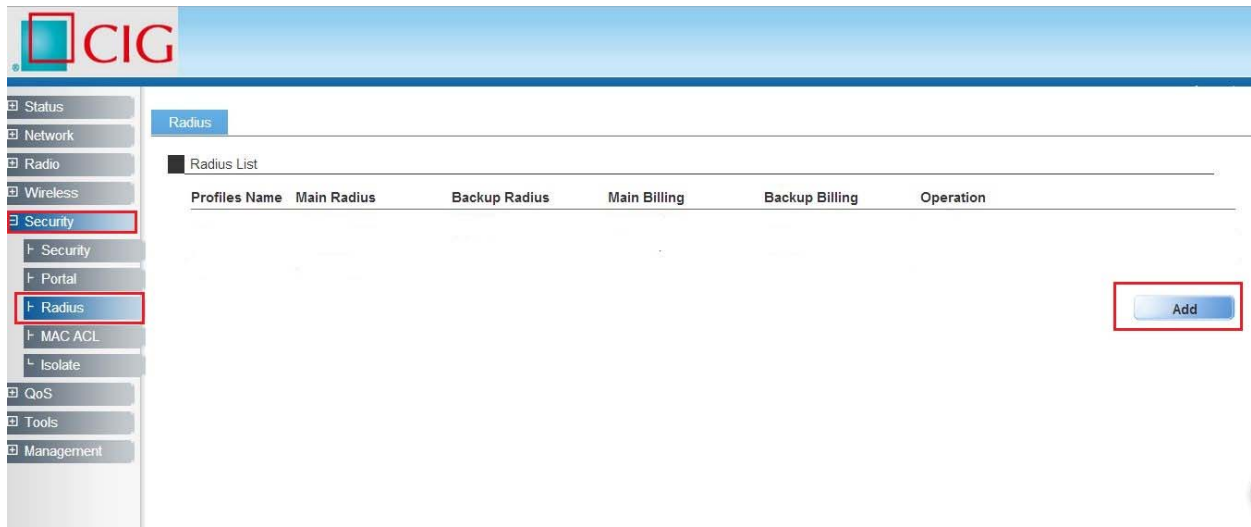 CIG
®
Status
Network
Radio
Wireless
Security
Security
Portal
Radius
MAC ACL
Isolate
QoS
Tools
Management
Radius
Radius List
Profiles Name Main Radius Backup Radius Main Billing Backup Billing Operation
Add